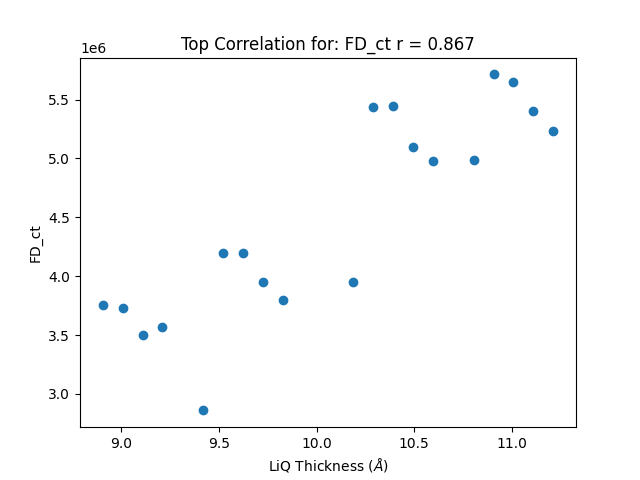 Top Correlation for: FD_ct r = 0.867
1e6
5.5
5.0
4.5
4.0
3.5
3.0
FD_ct
9.0 9.5 10.0 10.5 11.0
LiQ Thickness (Å)